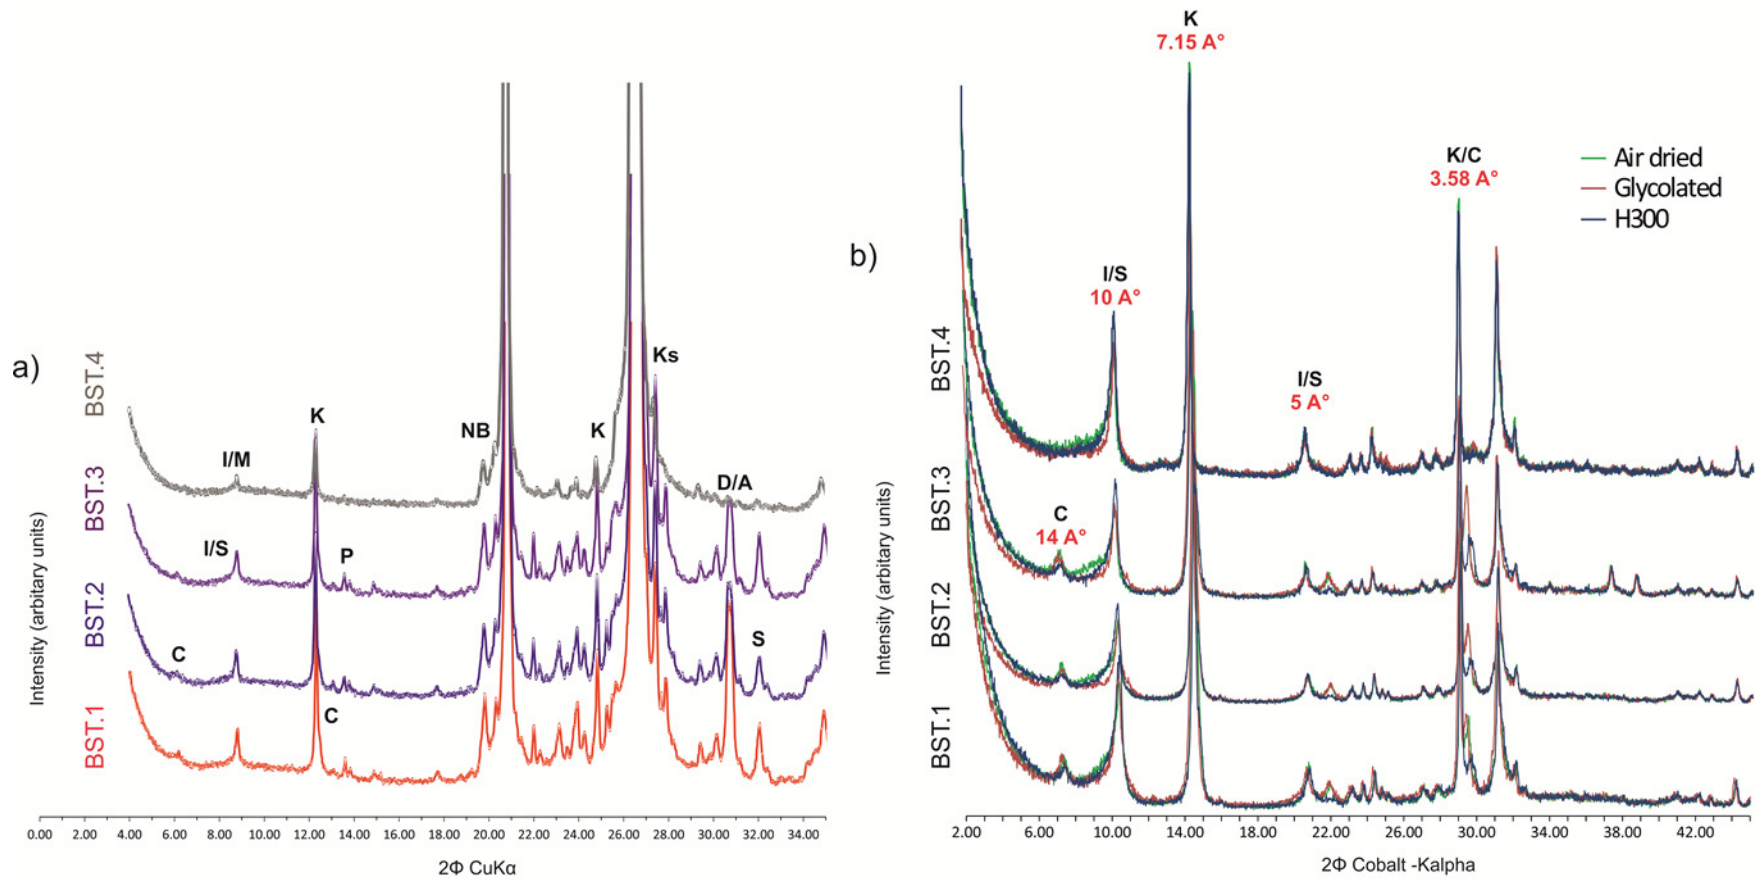 a)
Intensity (arbitary units)
BST.4
BST.3
BST.2
BST.1
I/M
K
NB
K
Ks
D/A
I/S
P
C
C
S
0.00 2.00 4.00 6.00 8.00 10.00 12.00 14.00 16.00 18.00 20.00 22.00 24.00 26.00 28.00 30.00 32.00 34.00
2Φ CuKα
b)
Intensity (arbitary units)
BST.4
BST.3
BST.2
BST.1
K
7.15 A°
K/C
3.58 A°
I/S
10 A°
I/S
5 A°
C
14 A°
Air dried
Glycolated
H300
2.00 6.00 10.00 14.00 18.00 22.00 26.00 30.00 34.00 42.00
2Φ Cobalt -Kalpha